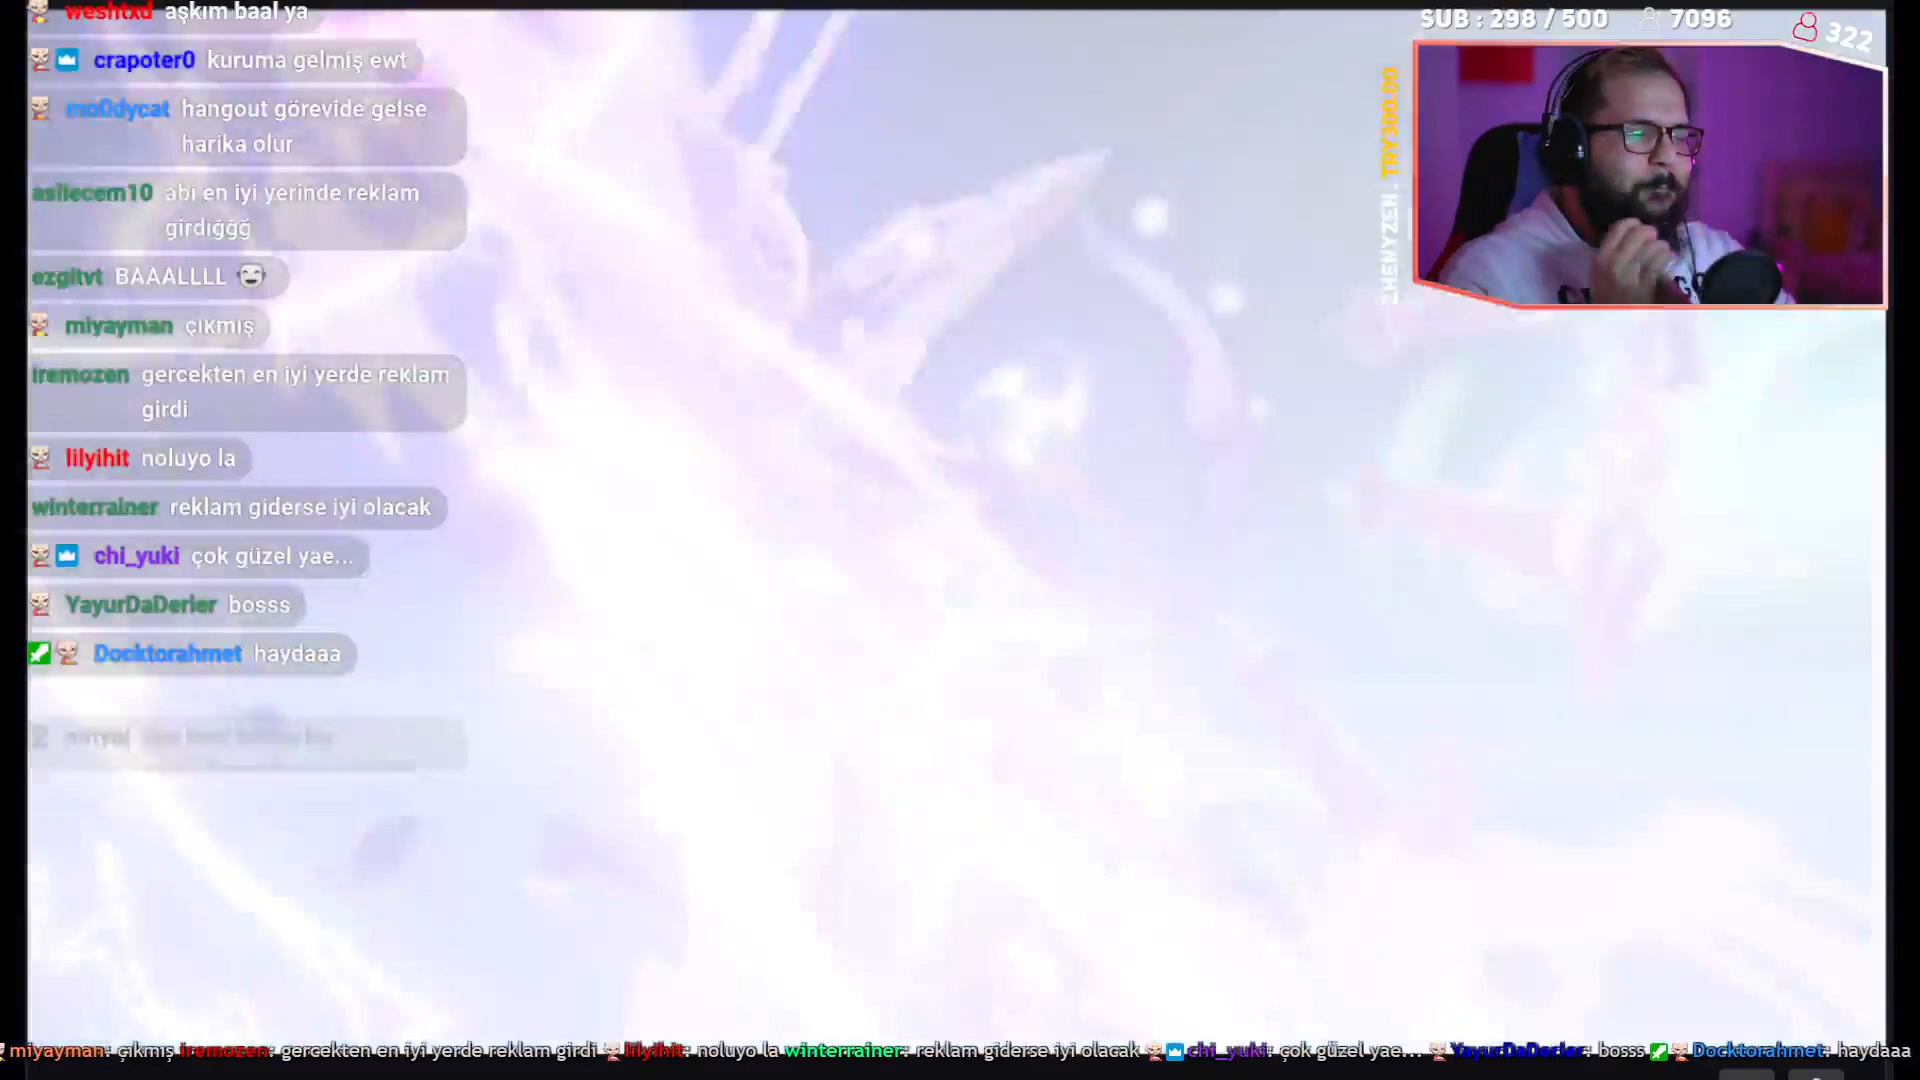 weshtxd aşkım baal ya
crapoter0 kuruma gelmiş ewt
mo0dycat hangout görevide gelse
harika olur
asilecem10 abi en iyi yerinde reklam
girdığğğ
ezgitvt BAAALLLL
miyayman çıkmış
iremozen gercekten en iyi yerde reklam
girdi
lilyihit noluyo la
winterrainer reklam giderse iyi olacak
chi_yuki çok güzel yae...
YayurDaDerler bosss
Docktorahmet haydaaa
SUB : 298 / 500 7096
322
ZHENYZEN . TRY300.00
miyayman: çıkmış iremozen: gercekten en iyi yerde reklam girdi lilyihit: noluyo la winterrainer: reklam giderse iyi olacak chi_yuki: çok güzel yae... YayurDaDerler: bosss Docktorahmet: haydaaa